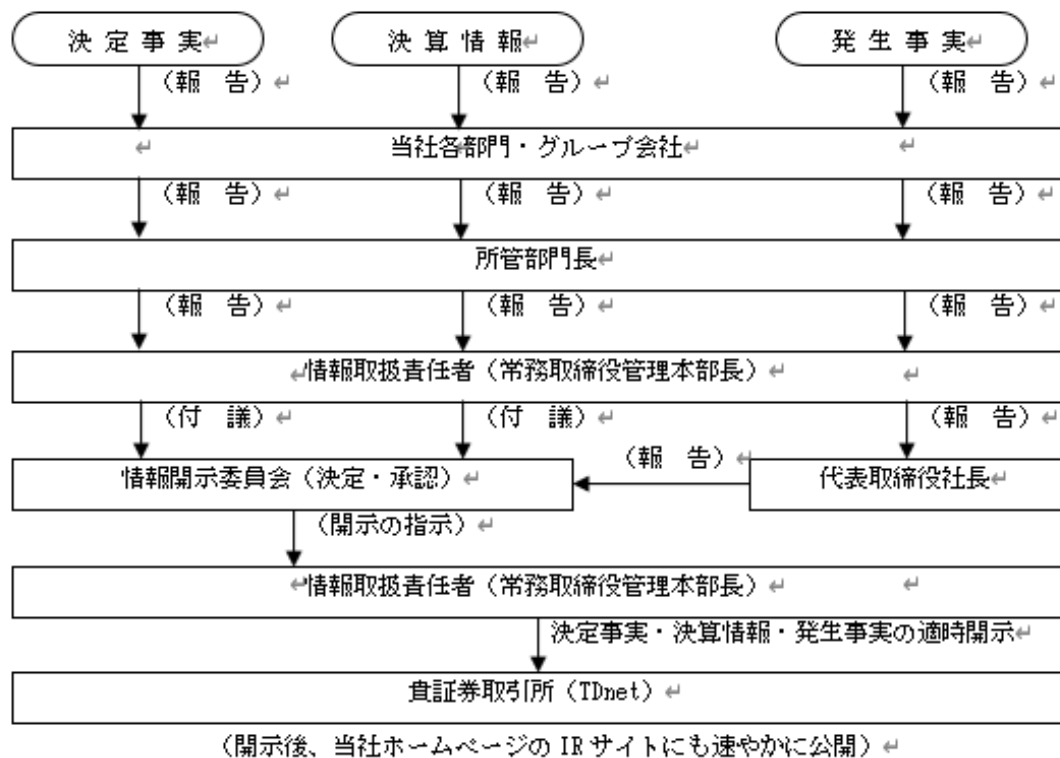 決 定 事 実↵ 決 算 情 報↵ 発 生 事 実↵
（報　告）↵ （報　告）↵ （報　告）↵
↵ 当社各部門・グループ会社↵ ↵
（報　告）↵ （報　告）↵ （報　告）↵
所管部門長↵
（報　告）↵ （報　告）↵ （報　告）↵
↵情報取扱責任者（常務取締役管理本部長）↵ ↵
（付　議）↵ （付　議）↵ （報　告）↵
（報　告）↵
情報開示委員会（決定・承認）↵ 代表取締役社長↵
（開示の指示）↵
↵情報取扱責任者（常務取締役管理本部長）↵ ↵
決定事実・決算情報・発生事実の適時開示↵
貴証券取引所（TDnet）↵
（開示後、当社ホームページの IR サイトにも速やかに公開）↵